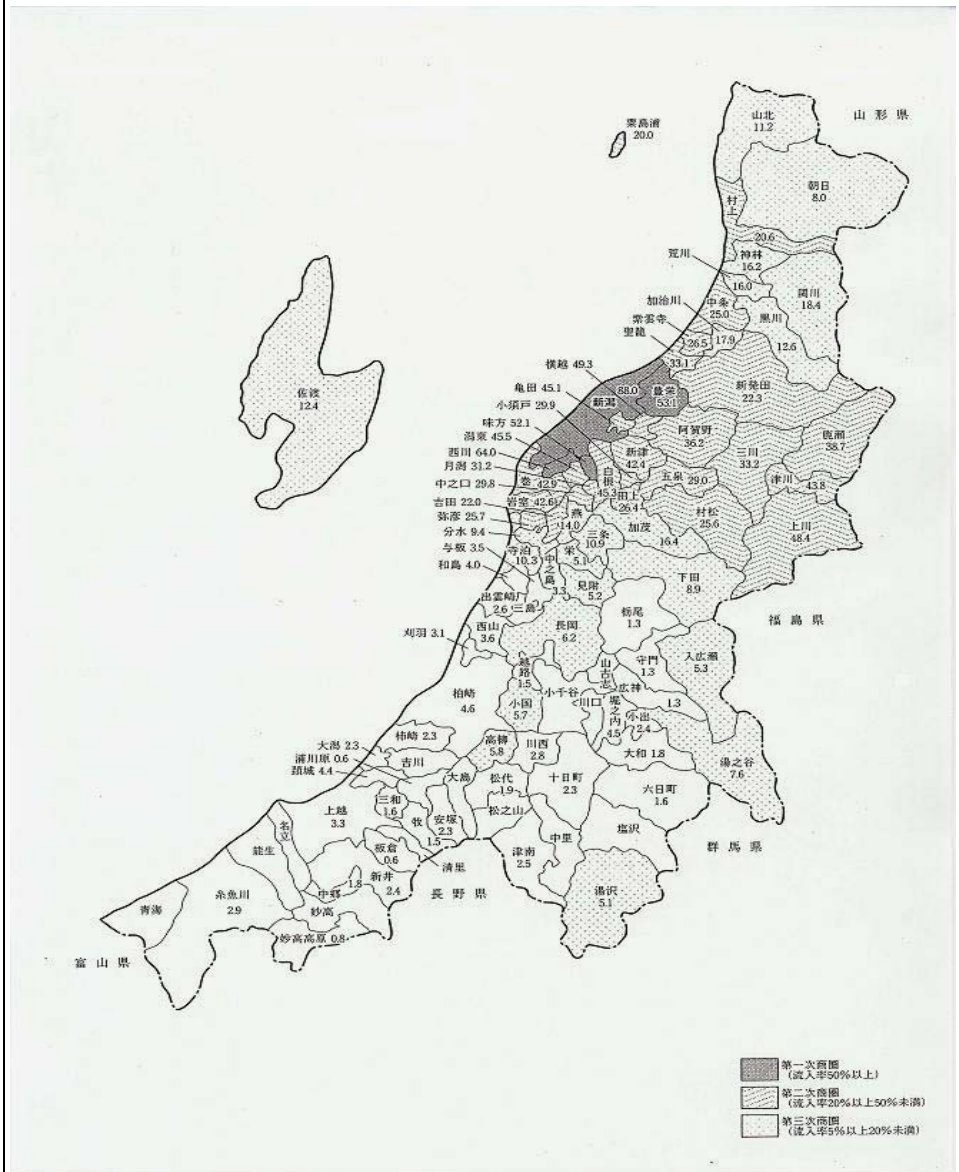 粟島浦
20.0
山北
11.2
山形県
朝日
8.0
村上
20.6
荒川
神林
16.2
16.0
関川
18.4
加治川
中条
25.0
黒川
紫雲寺
26.5
17.9
12.6
聖籠
33.1
横越 49.3
新発田
22.3
佐渡
12.4
亀田 45.1
88.0
新潟
豊栄
53.1
小須戸 29.9
阿賀野
36.2
味方 52.1
三川
33.2
鹿瀬
38.7
潟東 45.5
新津
42.4
西川 64.0
白根
45.3
五泉 29.0
津川 43.8
月潟 31.2
巻 42.9
中之口 29.8
岩室 42.6
田上
26.4
村松
25.6
上川
48.4
吉田 22.0
燕
14.0
加茂
16.4
弥彦 25.7
三条
10.9
分水 9.4
与板 3.5
寺泊
10.3
中之島
3.3
栄
5.1
下田
8.9
和島 4.0
見附
5.2
出雲崎
2.6
三島
栃尾
1.3
福島県
西山
3.6
長岡
6.2
刈羽 3.1
守門
1.3
入広瀬
5.3
越路
1.5
山古志
広神
1.3
柏崎
4.6
小千谷
川口
小国
5.7
堀之内
4.5
小出
2.4
柿崎 2.3
高柳
5.8
川西
2.8
大和 1.8
湯之谷
7.6
大潟 2.3
浦川原 0.6
吉川
頚城 4.4
大島
松代
1.9
十日町
2.3
六日町
1.6
上越
3.3
三和
1.6
牧
1.5
安塚
2.3
松之山
中里
塩沢
群馬県
名立
板倉
0.6
清里
津南
2.5
能生
新井
2.4
長野県
湯沢
5.1
糸魚川
2.9
中郷
1.8
青海
妙高
妙高高原 0.8
富山県
第一次商圏
(流入率50%以上)
第二次商圏
(流入率20%以上50%未満)
第三次商圏
(流入率5%以上20%未満)